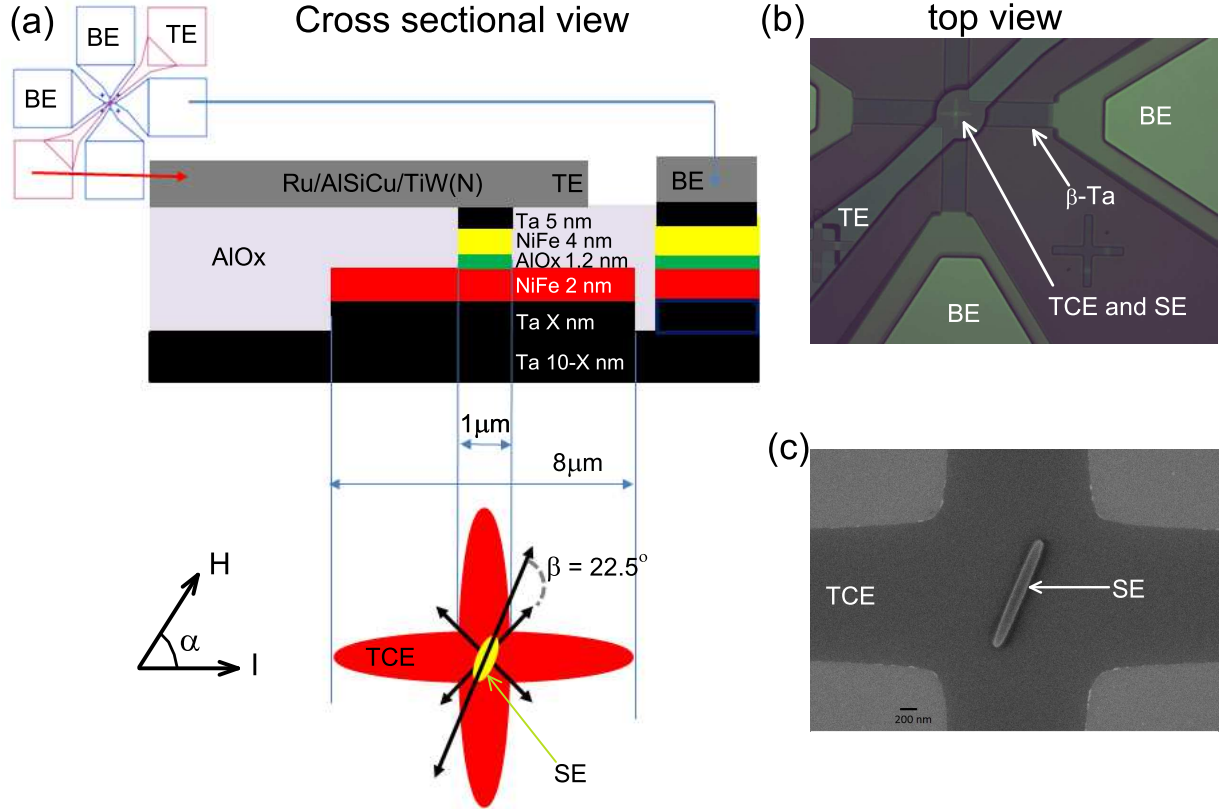 (a)
Cross sectional view
BE
TE
BE
Ru/AlSiCu/TiW(N)
TE
BE
Ta 5 nm
NiFe 4 nm
AlOx 1.2 nm
AlOx
NiFe 2 nm
Ta X nm
Ta 10-X nm
1μm
8μm
β = 22.5°
H
α
I
TCE
SE
(b)
top view
BE
β-Ta
TE
TCE and SE
BE
(c)
TCE
SE
200 nm